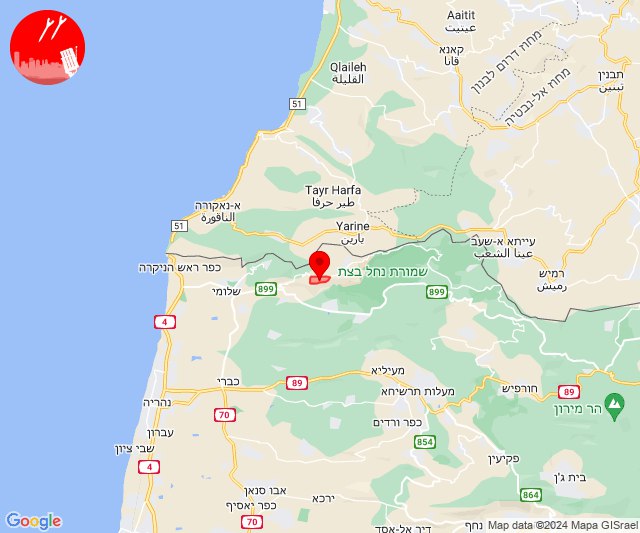 Aaitit
عيتيت
קאנא
قانا
מחוז דרום לבנון
מחוז אל-נבטיה
תבנין
تبنين
Qlaileh
القليلة
51
Tayr Harfa
طير حرفا
א-נאקורה
الناقورة
51
Yarine
يارين
עייתא א-שעב
عيتا الشعب
רמיש
رميش
כפר ראש הניקרה
שמורת נחל בצת
שלומי
899
899
4
מעיליא
89
כברי
מעלות תרשיחא
חורפיש
89
הר מירון
נהריה
70
כפר ורדים
עברון
854
שבי ציון
פקיעין
4
בית ג'ן
אבו סנאן
ירכא
864
כפר יאסיף
70
דיר אל-אסד
נחף
Google
Map data ©2024 Mapa GISrael